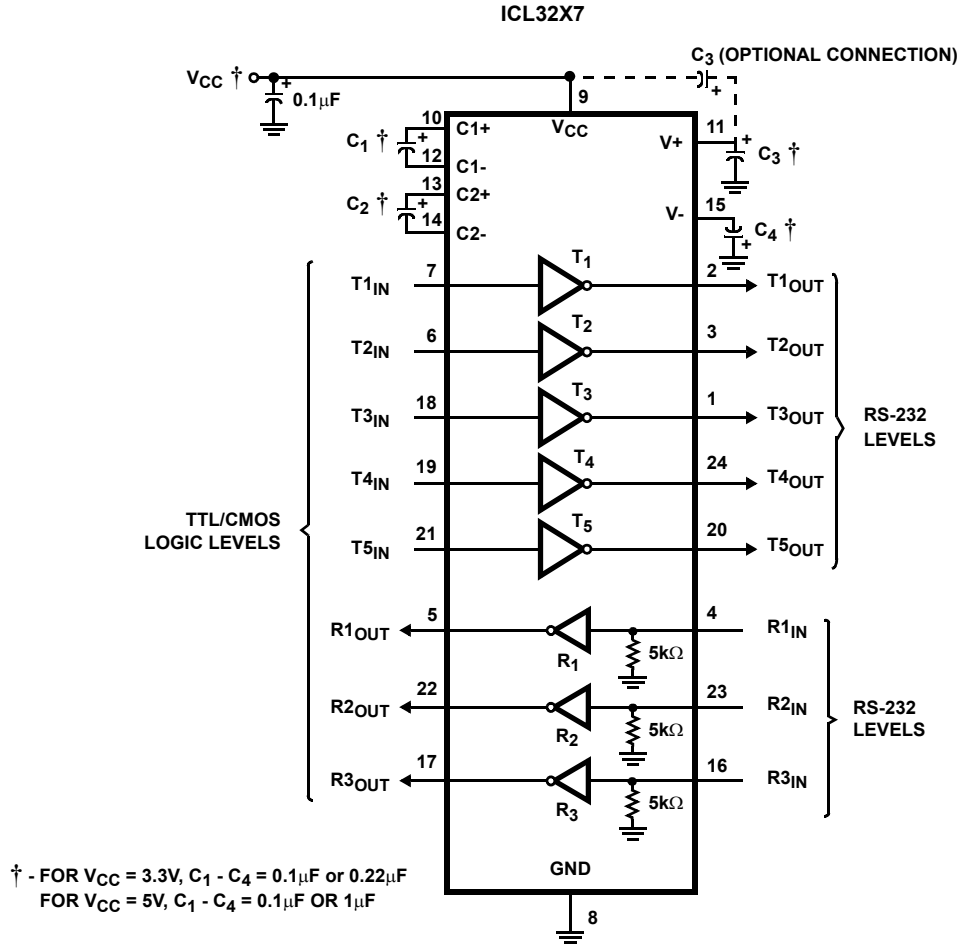 ICL32X7
C3 (OPTIONAL CONNECTION)
VCC †
+
0.1μF
9
VCC
+
10
C1+
C1 †
+
12
C1-
13
C2+
C2 †
+
14
C2-
11
V+
+
C3 †
15
V-
C4 †
+
T1IN
7
T1
2
T1OUT
T2IN
6
T2
3
T2OUT
T3IN
18
T3
1
T3OUT
T4IN
19
T4
24
T4OUT
T5IN
21
T5
20
T5OUT
RS-232
LEVELS
TTL/CMOS
LOGIC LEVELS
R1OUT
5
R1
5kΩ
4
R1IN
R2OUT
22
R2
5kΩ
23
R2IN
R3OUT
17
R3
5kΩ
16
R3IN
RS-232
LEVELS
GND
8
† - FOR VCC = 3.3V, C1 - C4 = 0.1μF or 0.22μF
FOR VCC = 5V, C1 - C4 = 0.1μF OR 1μF